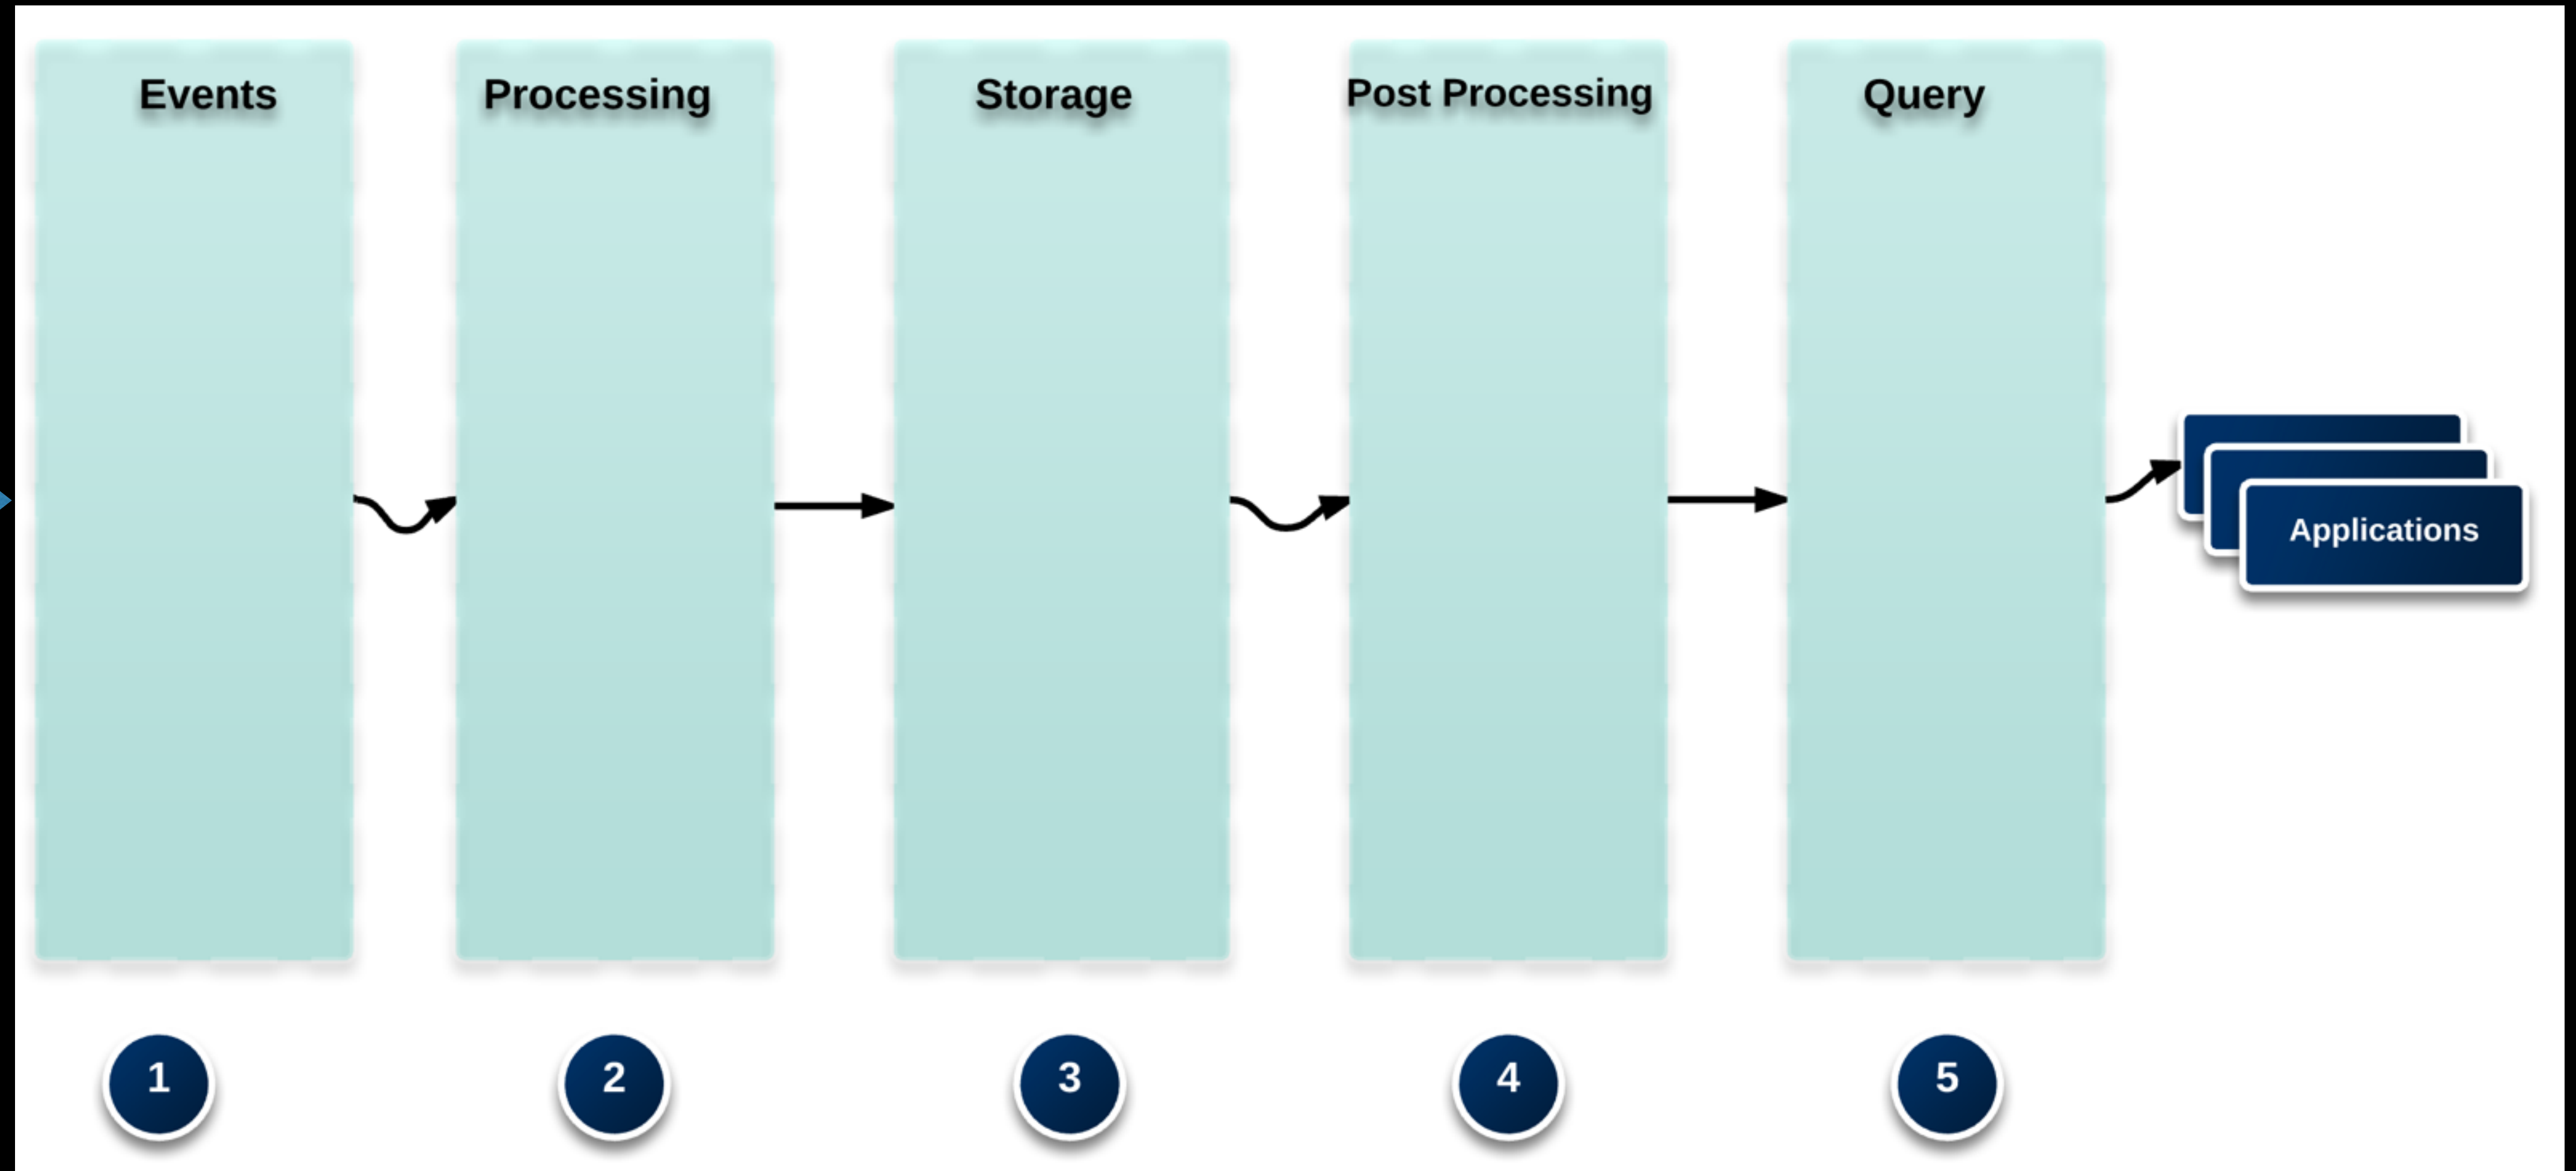 Events
Processing
Storage
Post Processing
Query
Applications
1
2
3
4
5